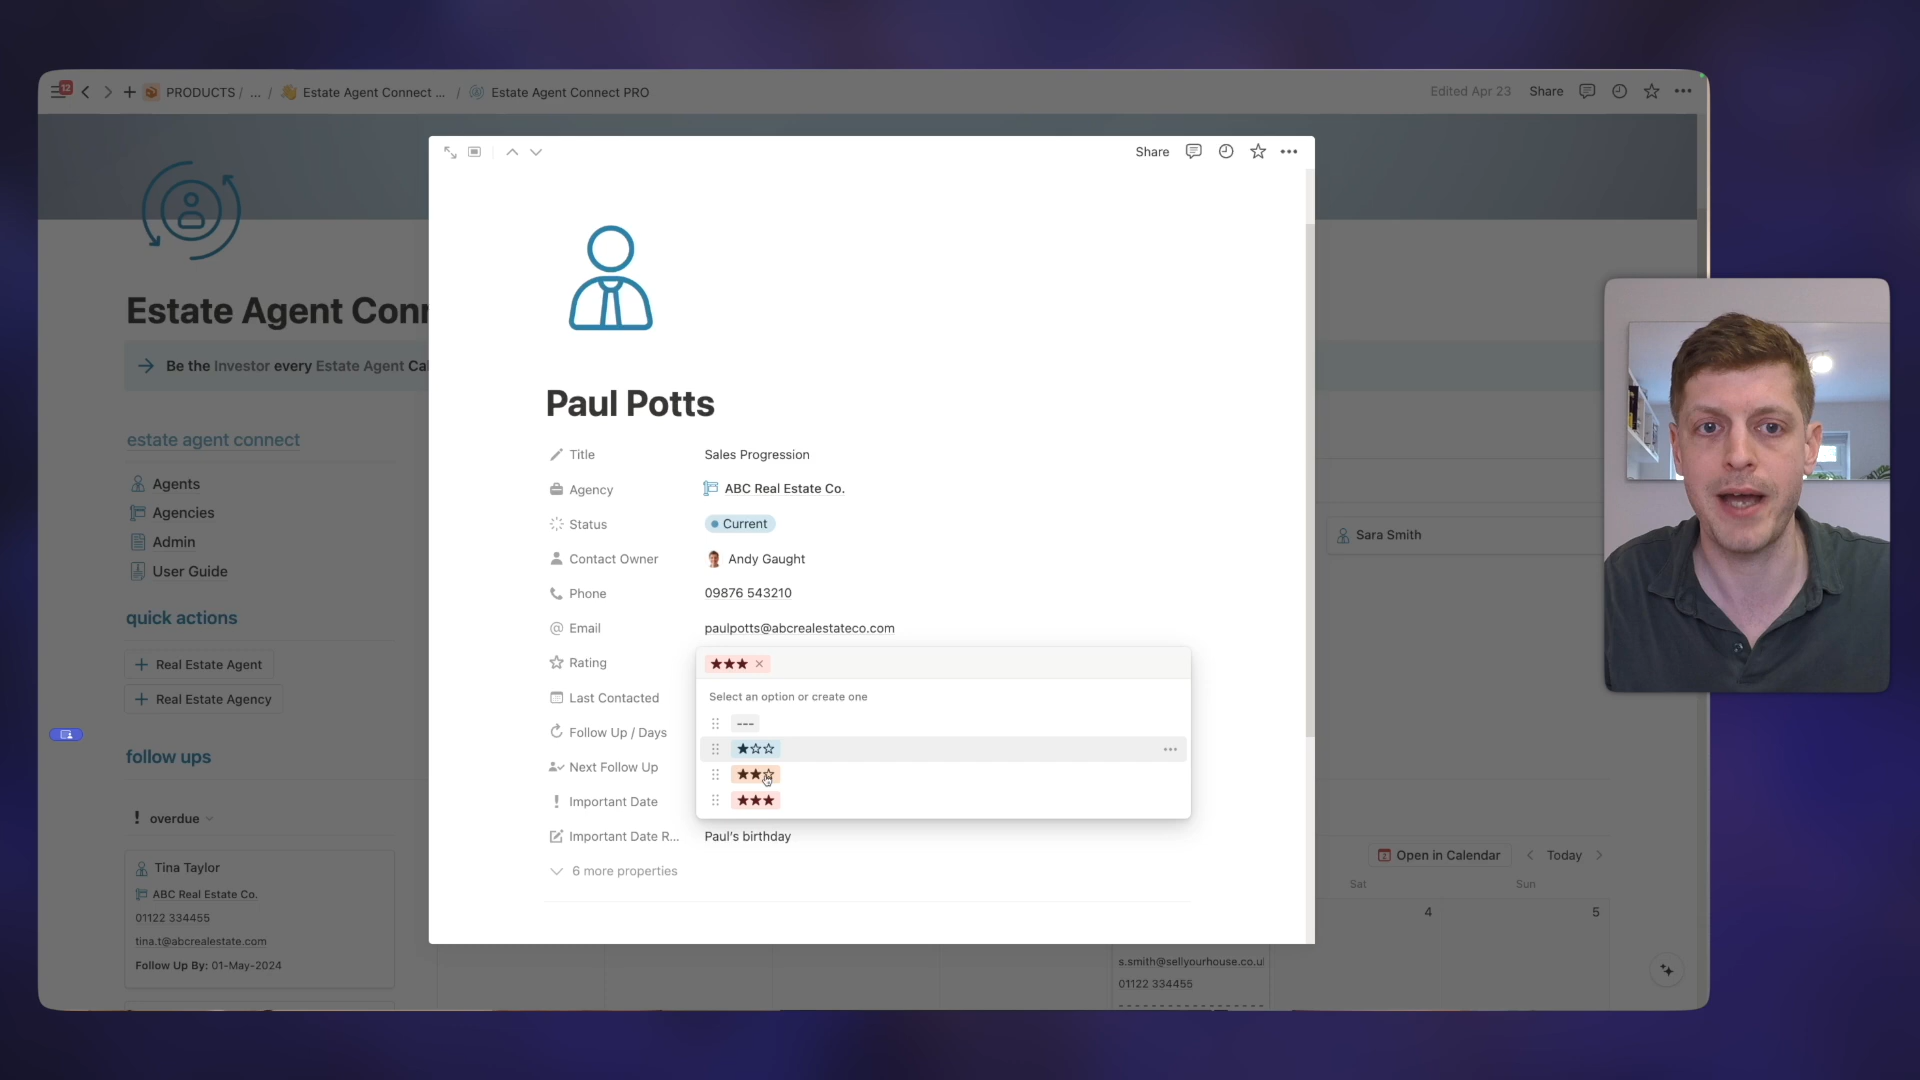 12
PRODUCTS / ... / Estate Agent Connect ... / Estate Agent Connect PRO
Edited Apr 23 Share
Share
Estate Agent Con
Be the Investor every Estate Agent Ca
estate agent connect
Agents
Agencies
Admin
User Guide
quick actions
Real Estate Agent
Real Estate Agency
follow ups
overdue
Tina Taylor
ABC Real Estate Co.
01122 334455
tina.t@abcrealestate.com
Follow Up By: 01-May-2024
Paul Potts
Title Sales Progression
Agency ABC Real Estate Co.
Status Current
Contact Owner Andy Gaught
Phone 09876 543210
Email paulpotts@abcrealestateco.com
Rating ★★★ ×
Last Contacted
Follow Up / Days
Next Follow Up
Important Date
Select an option or create one
---
★☆☆
★★☆
★★★
Important Date R... Paul's birthday
6 more properties
Sara Smith
Open in Calendar
Today
Sat Sun
4 5
s.smith@sellyourhouse.co.u
01122 334455